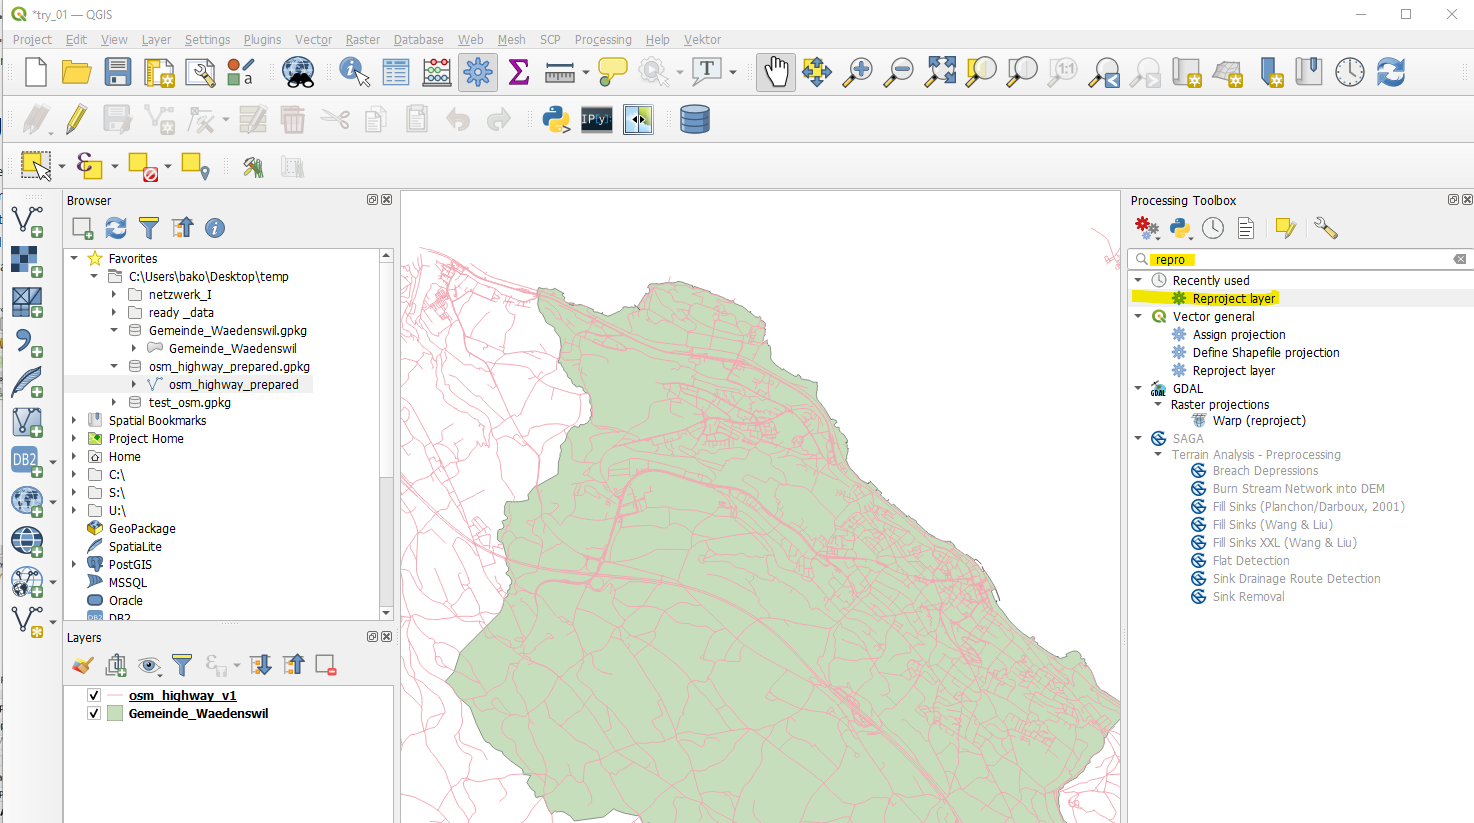 *try_01 — QGIS
Project Edit View Layer Settings Plugins Vector Raster Database Web Mesh SCP Processing Help Vektor
T
1:1
IP[y]:
ε
Browser
Favorites
C:\Users\bako\Desktop\temp
netzwerk_I
ready _data
Gemeinde_Waedenswil.gpkg
Gemeinde_Waedenswil
osm_highway_prepared.gpkg
osm_highway_prepared
test_osm.gpkg
Spatial Bookmarks
Project Home
Home
C:\
S:\
U:\
GeoPackage
SpatiaLite
PostGIS
MSSQL
Oracle
DB2
DB2
Layers
osm_highway_v1
Gemeinde_Waedenswil
Processing Toolbox
repro
Recently used
Reproject layer
Vector general
Assign projection
Define Shapefile projection
Reproject layer
GDAL
Raster projections
Warp (reproject)
SAGA
Terrain Analysis - Preprocessing
Breach Depressions
Burn Stream Network into DEM
Fill Sinks (Planchon/Darboux, 2001)
Fill Sinks (Wang & Liu)
Fill Sinks XXL (Wang & Liu)
Flat Detection
Sink Drainage Route Detection
Sink Removal